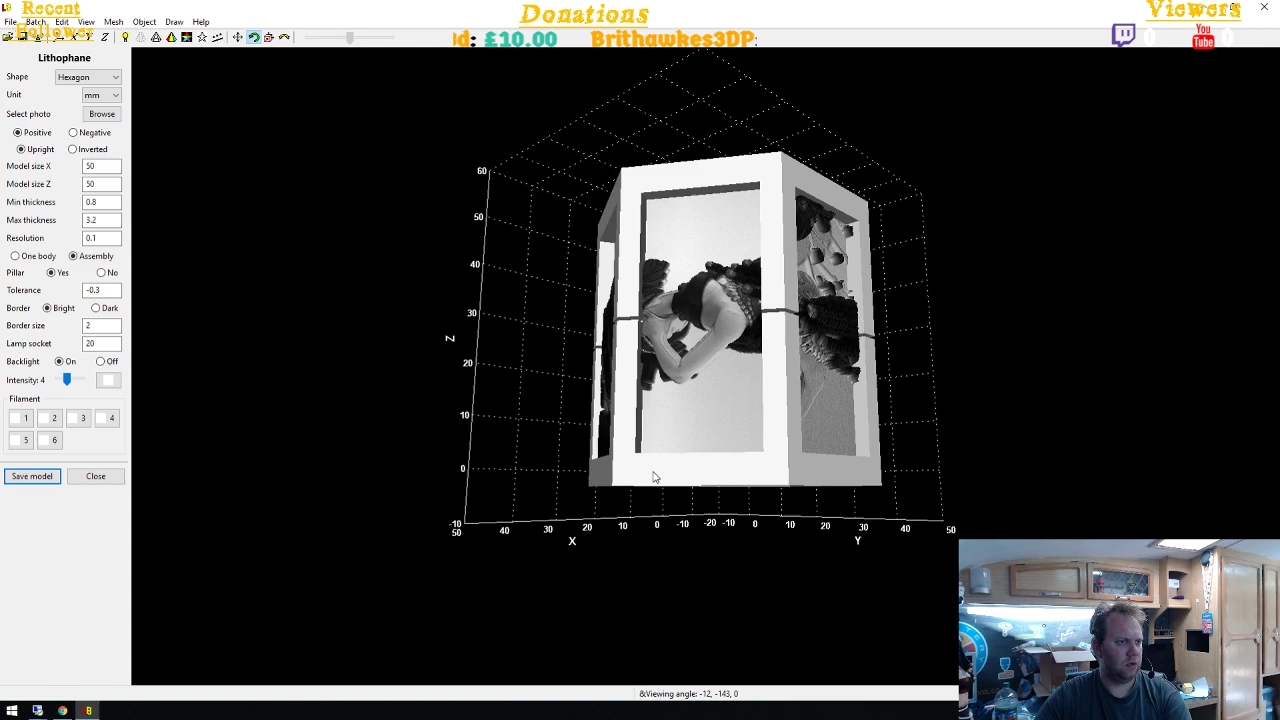 Recent
Donations
Viewers
File Batch Edit View Mesh Object Draw Help
Follower
d: £10.00 Brithawkes3DP:
0
You
Tube
0
Lithophane
Shape Hexagon
Unit mm
Select photo Browse
Positive Negative
Upright Inverted
Model size X 50
Model size Z 50
Min thickness 0.8
Max thickness 3.2
Resolution 0.1
One body Assembly
Pillar Yes No
Tolerance -0.3
Border Bright Dark
Border size 2
Lamp socket 20
Backlight On Off
Intensity: 4
Filament
1 2 3 4
5 6
Save model Close
60
50
40
30
Z
20
10
0
-10
50 40 30 20 10 0 -10 -20 -10 0 10 20 30 40 50
X Y
&Viewing angle: -12, -143, 0